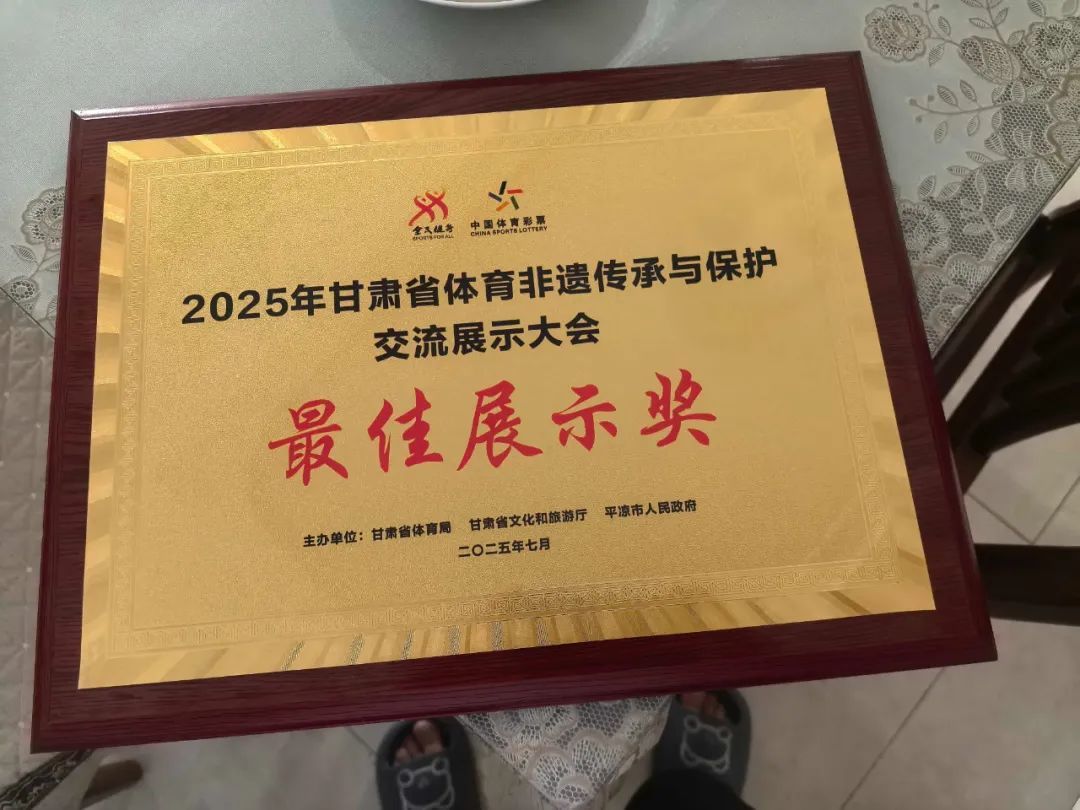 全民健身
SPORTS FOR ALL
中国体育彩票
CHINA SPORTS LOTTERY
2025年甘肃省体育非遗传承与保护
交流展示大会
最佳展示奖
主办单位：甘肃省体育局 甘肃省文化和旅游厅 平凉市人民政府
二〇二五年七月